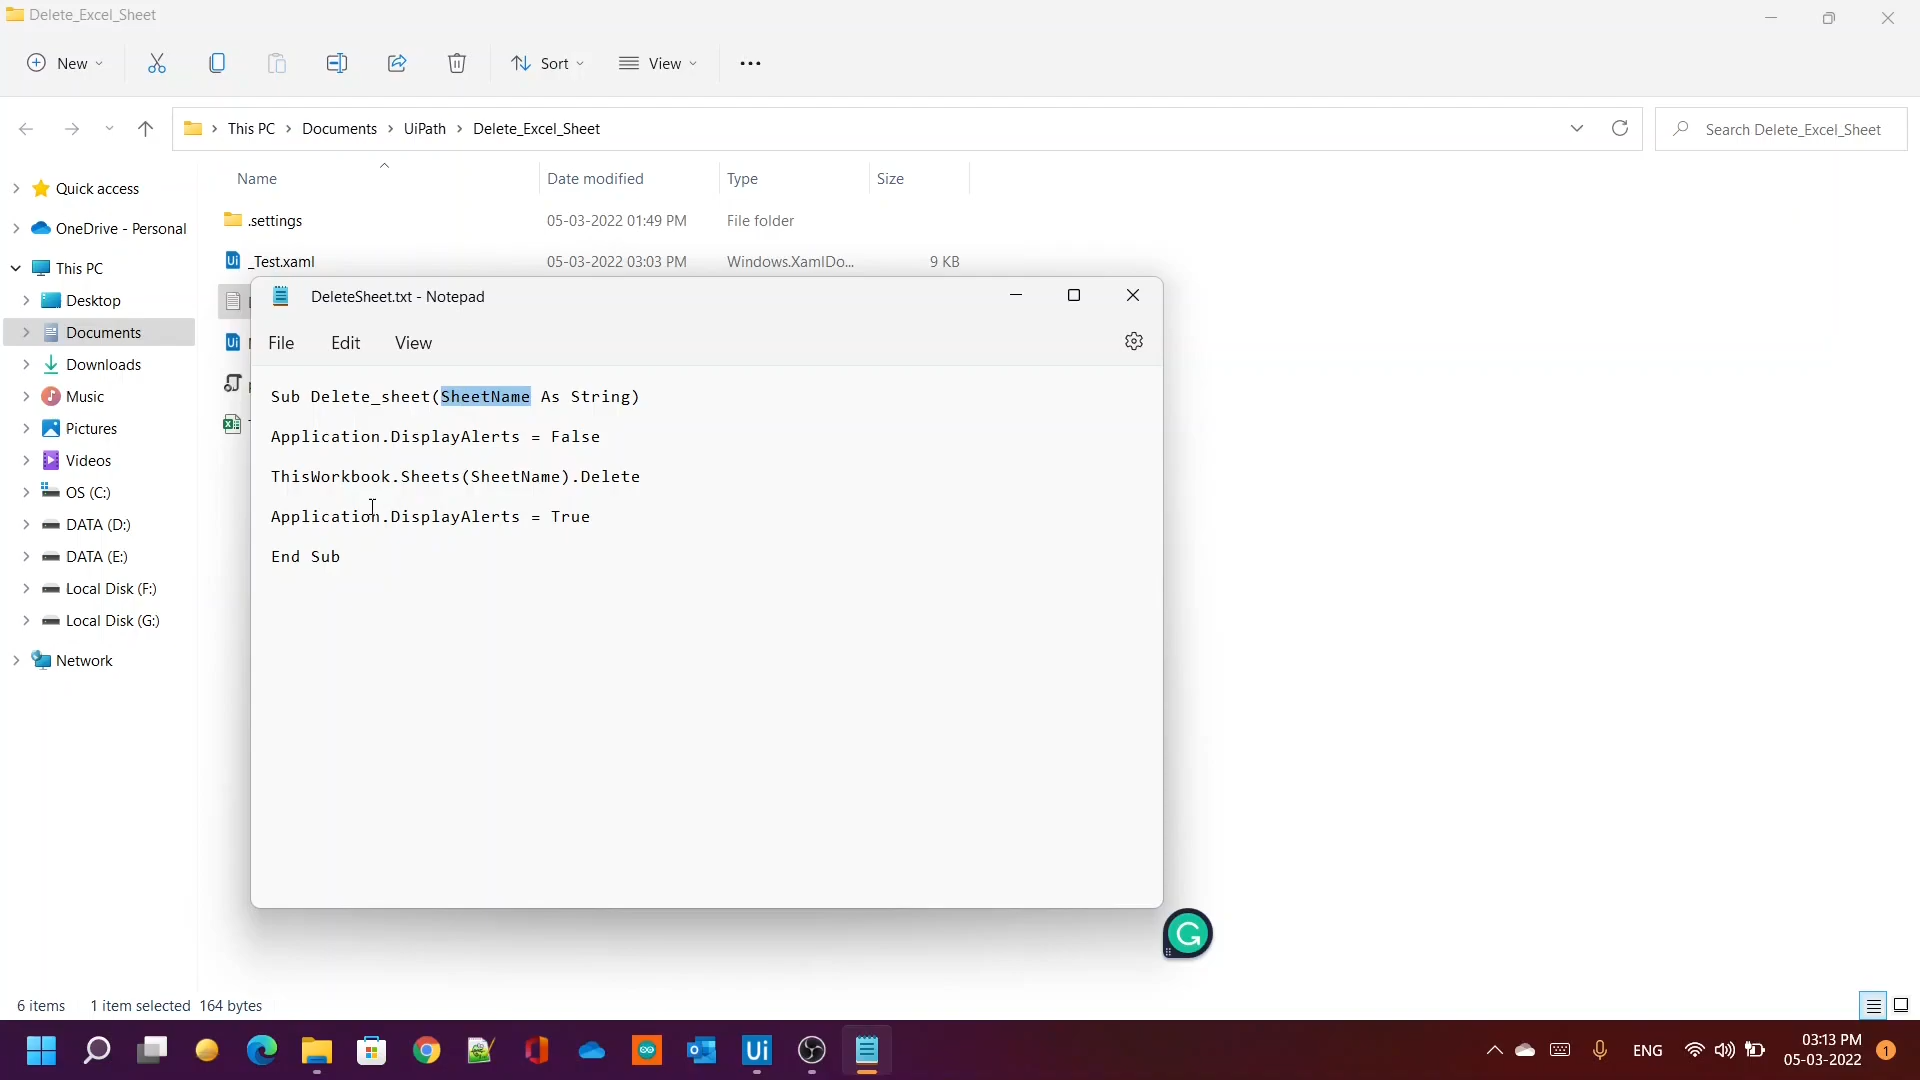 Delete_Excel_Sheet
New
Sort
View
This PC
Documents
UiPath
Delete_Excel_Sheet
Search Delete_Excel_Sheet
Name
Date modified
Type
Size
Quick access
OneDrive - Personal
This PC
Desktop
Documents
Downloads
Music
Pictures
Videos
OS (C:)
DATA (D:)
DATA (E:)
Local Disk (F:)
Local Disk (G:)
Network
.settings
05-03-2022 01:49 PM
File folder
_Test.xaml
05-03-2022 03:03 PM
Windows.XamlDo...
9 KB
DeleteSheet.txt - Notepad
File
Edit
View
Sub Delete_sheet(SheetName As String)
Application.DisplayAlerts = False
ThisWorkbook.Sheets(SheetName).Delete
Application.DisplayAlerts = True
End Sub
6 items
1 item selected
164 bytes
Ui
ENG
03:13 PM
05-03-2022
1